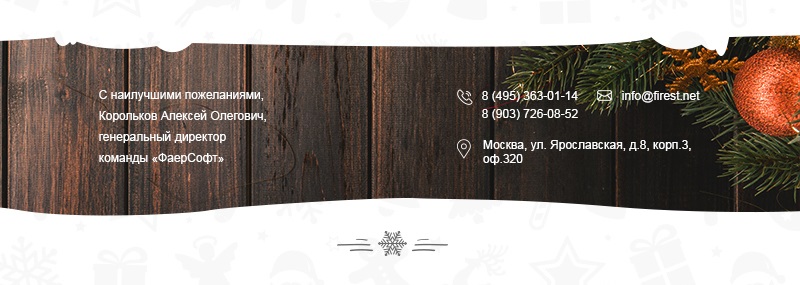 С наилучшими пожеланиями,
Корольков Алексей Олегович,
генеральный директор
команды «ФаерСофт»
8 (495) 363-01-14
info@firest.net
8 (903) 726-08-52
Москва, ул. Ярославская, д.8, корп.3,
оф.320